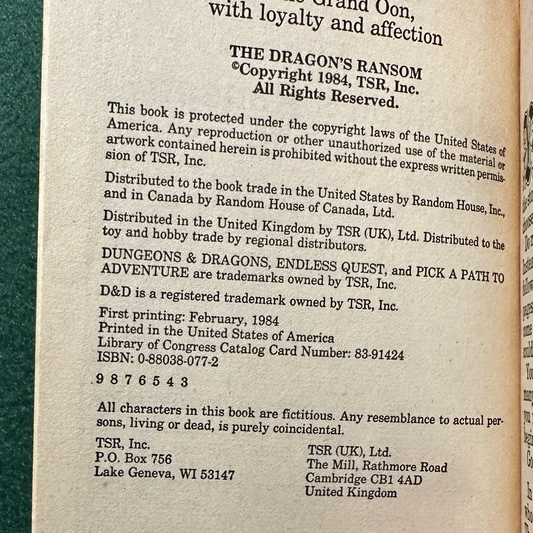 Grand Oon,
with loyalty and affection
THE DRAGON'S RANSOM
©Copyright 1984, TSR, Inc.
All Rights Reserved.
This book is protected under the copyright laws of the United States of
America. Any reproduction or other unauthorized use of the material or
artwork contained herein is prohibited without the express written permis-
sion of TSR, Inc.
Distributed to the book trade in the United States by Random House, Inc.,
and in Canada by Random House of Canada, Ltd.
Distributed in the United Kingdom by TSR (UK), Ltd. Distributed to the
toy and hobby trade by regional distributors.
DUNGEONS & DRAGONS, ENDLESS QUEST, and PICK A PATH TO
ADVENTURE are trademarks owned by TSR, Inc.
D&D is a registered trademark owned by TSR, Inc.
First printing: February, 1984
Printed in the United States of America
Library of Congress Catalog Card Number: 83-91424
ISBN: 0-88038-077-2
9 8 7 6 5 4 3
All characters in this book are fictitious. Any resemblance to actual per-
sons, living or dead, is purely coincidental.
TSR, Inc.
P.O. Box 756
Lake Geneva, WI 53147
TSR (UK), Ltd.
The Mill, Rathmore Road
Cambridge CB1 4AD
United Kingdom